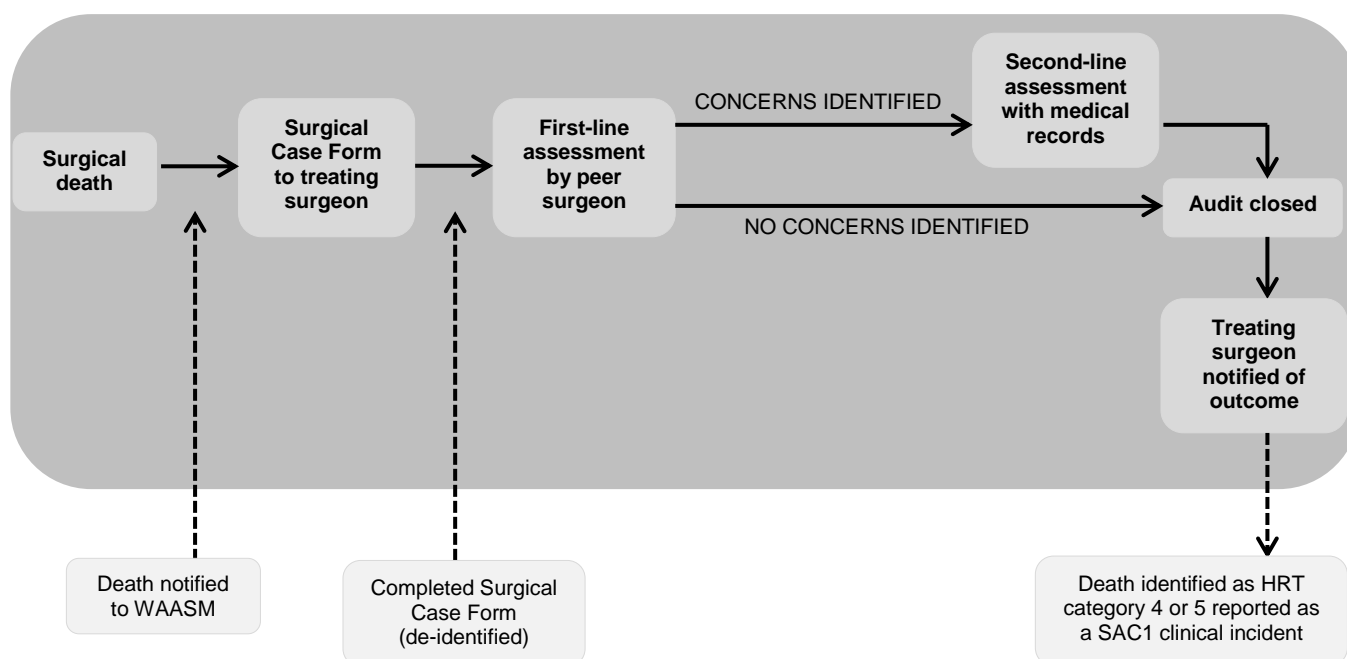 Surgical
death
Surgical
Case Form
to treating
surgeon
First-line
assessment
by peer
surgeon
CONCERNS IDENTIFIED
NO CONCERNS IDENTIFIED
Second-line
assessment
with medical
records
Audit closed
Treating
surgeon
notified of
outcome
Death notified
to WAASM
Completed Surgical
Case Form
(de-identified)
Death identified as HRT
category 4 or 5 reported as
a SAC1 clinical incident